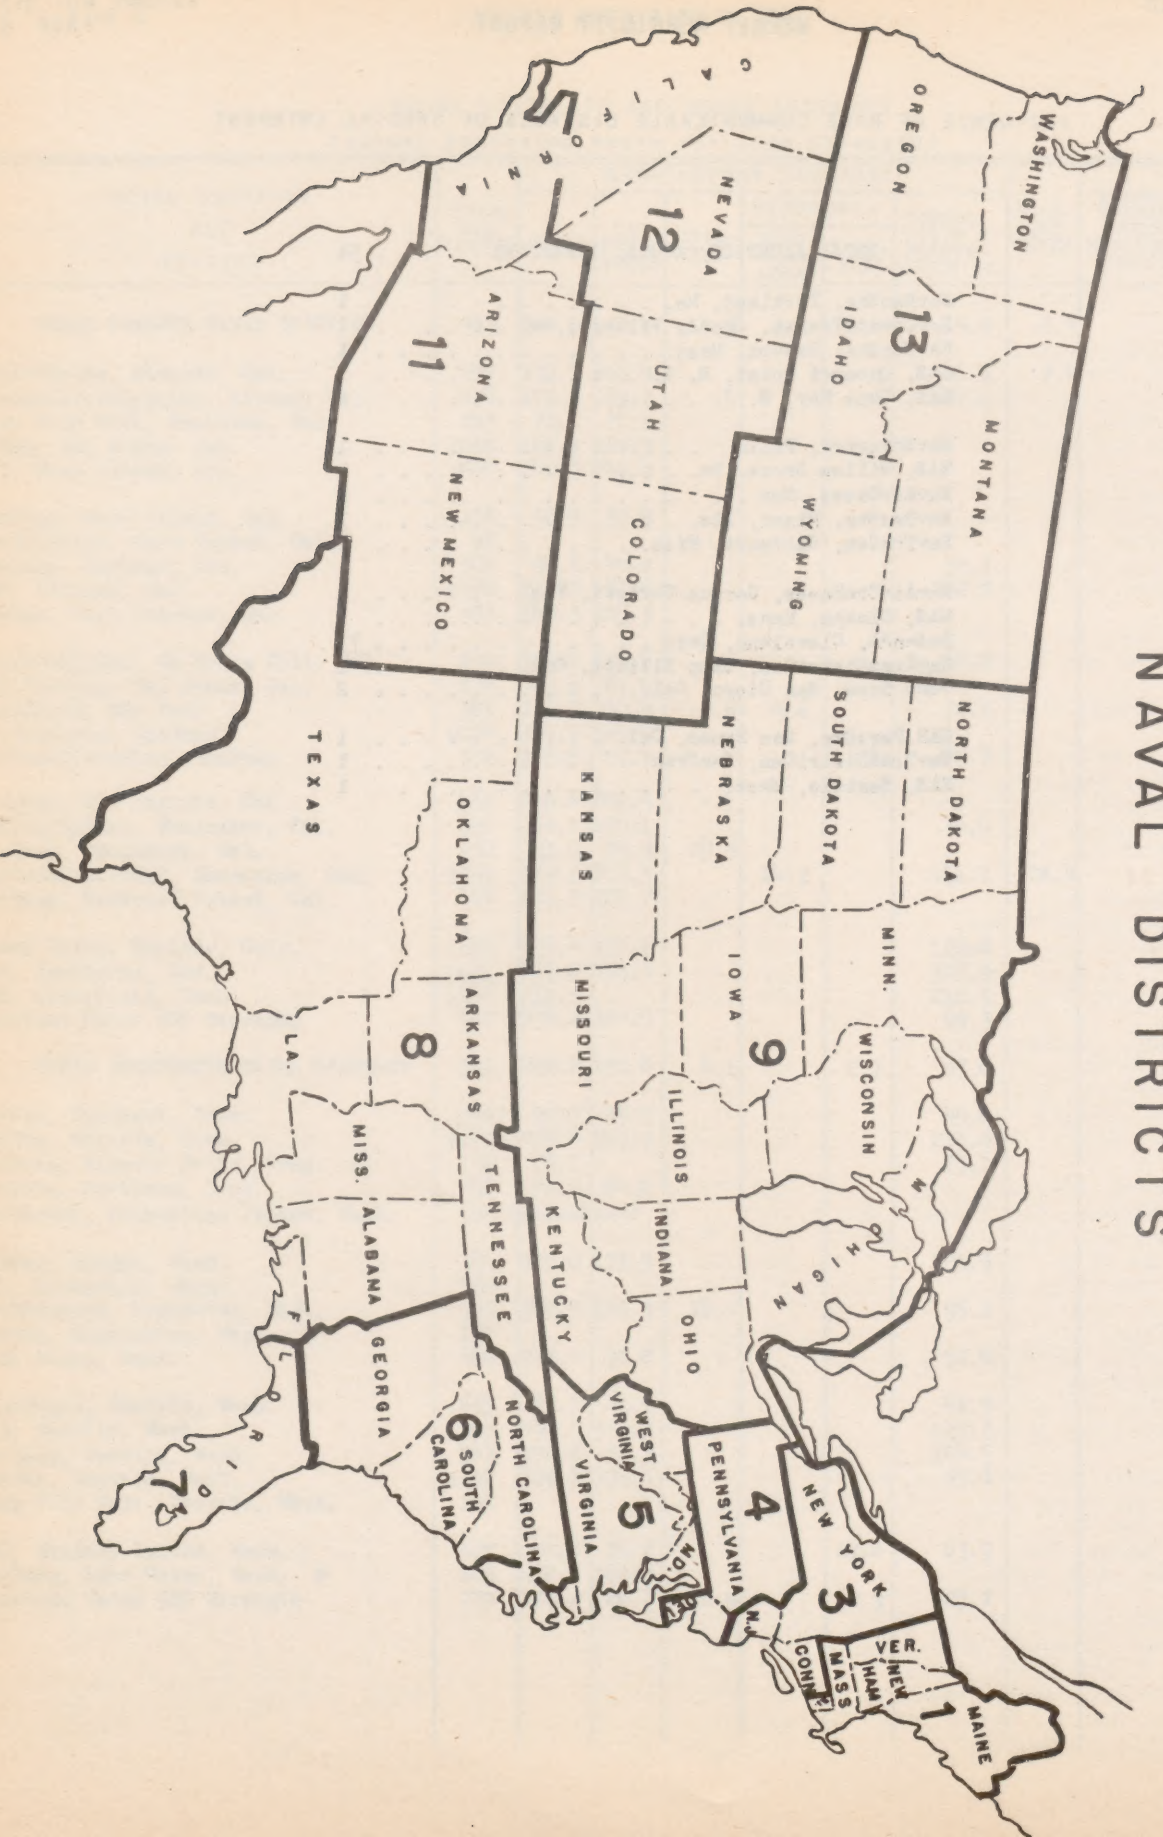 NAVAL DISTRICTS
WASHINGTON
OREGON
CALIFORNIA
NEVADA
12
IDAHO
13
MONTANA
WYOMING
UTAH
COLORADO
ARIZONA
11
NEW MEXICO
NORTH DAKOTA
SOUTH DAKOTA
NEBRASKA
KANSAS
OKLAHOMA
TEXAS
MINN.
IOWA
9
MISSOURI
ARKANSAS
8
LA.
WISCONSIN
ILLINOIS
MICHIGAN
INDIANA
OHIO
KENTUCKY
TENNESSEE
MISS.
ALABAMA
GEORGIA
FLORIDA
7
6
SOUTH
CAROLINA
NORTH CAROLINA
VIRGINIA
WEST
VIRGINIA
5
PENNSYLVANIA
4
NEW YORK
3
N.J.
CONN.
MASS
VER.
NEW
HAM
1
MAINE